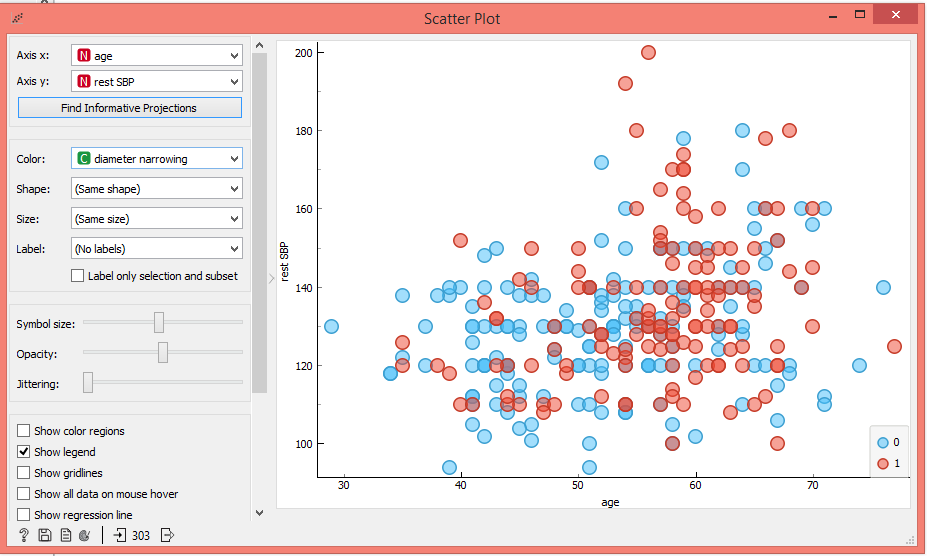 Scatter Plot
Axis x: N age
Axis y: N rest SBP
Find Informative Projections
Color: C diameter narrowing
Shape: (Same shape)
Size: (Same size)
Label: (No labels)
Label only selection and subset
Symbol size:
Opacity:
Jittering:
Show color regions
Show legend
Show gridlines
Show all data on mouse hover
Show regression line
? 303
200
180
160
140
120
100
rest SBP
30 40 50 60 70
age
0
1